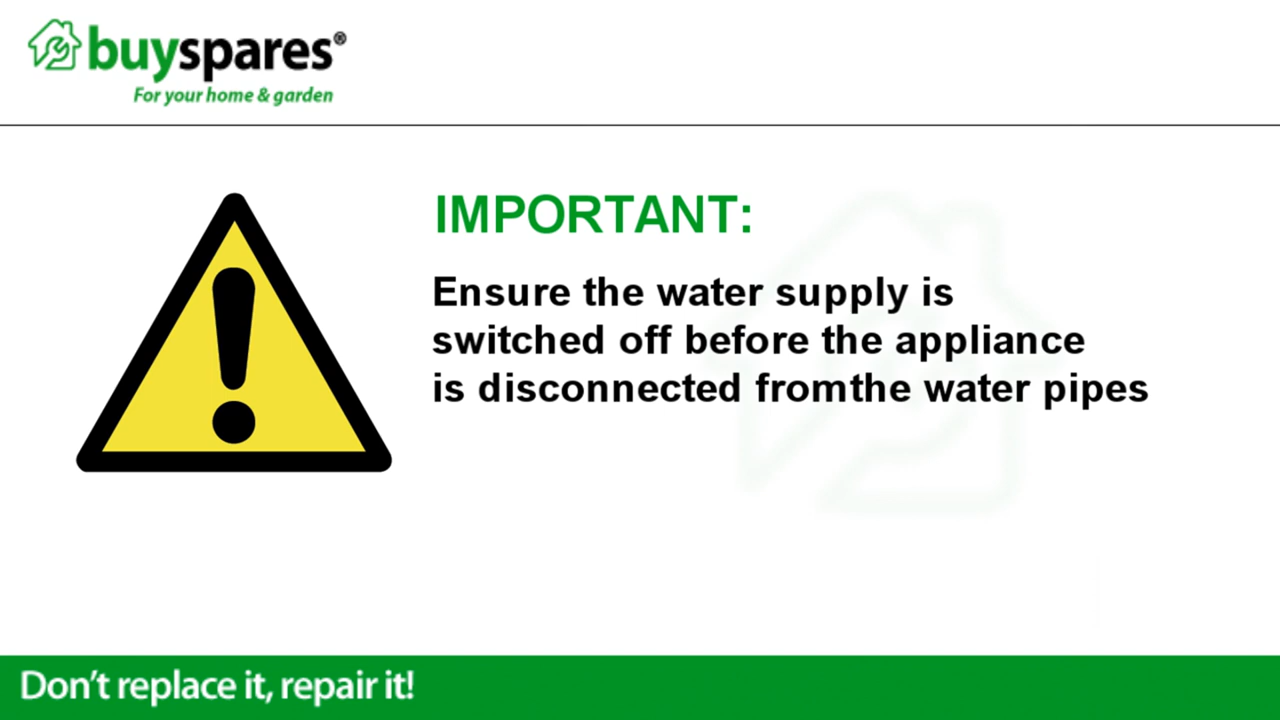 buyspares®
For your home & garden
IMPORTANT:
Ensure the water supply is
switched off before the appliance
is disconnected fromthe water pipes
Don't replace it, repair it!